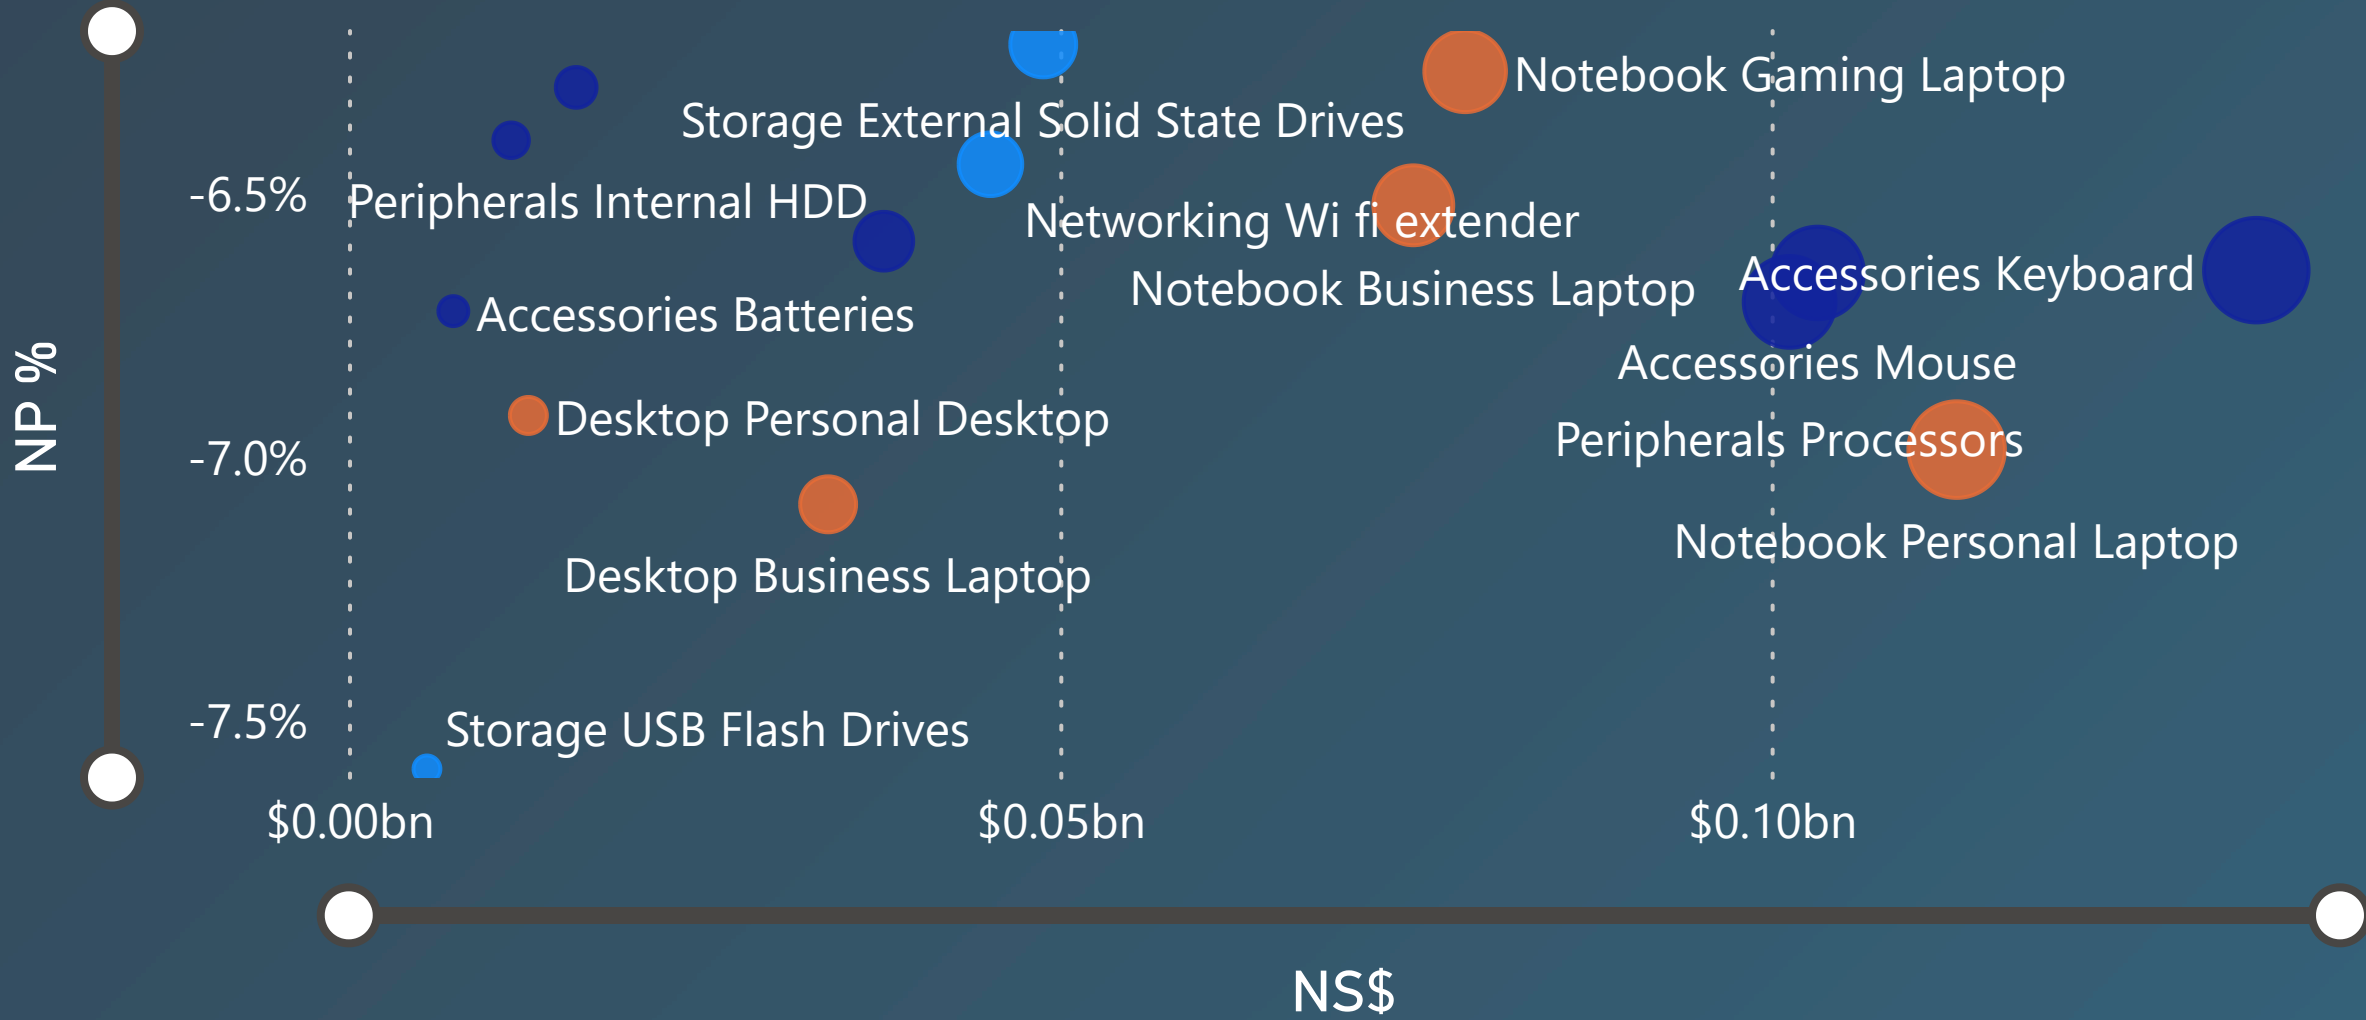 NP %
-6.5%
-7.0%
-7.5%
Notebook Gaming Laptop
Storage External Solid State Drives
Peripherals Internal HDD
Networking Wi fi extender
Accessories Keyboard
Notebook Business Laptop
Accessories Batteries
Accessories Mouse
Desktop Personal Desktop
Peripherals Processors
Notebook Personal Laptop
Desktop Business Laptop
Storage USB Flash Drives
$0.00bn
$0.05bn
$0.10bn
NS$